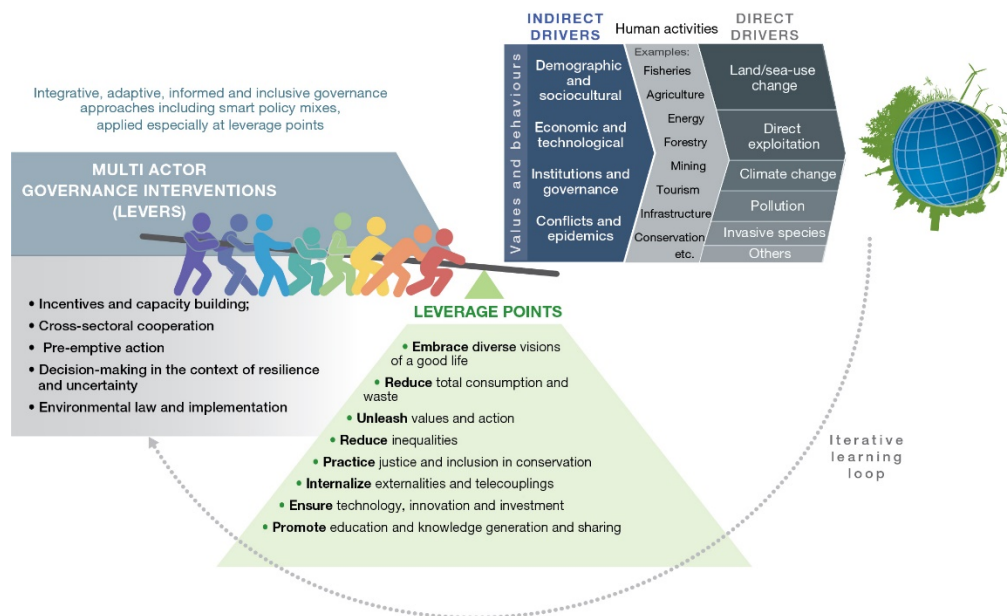 Integrative, adaptive, informed and inclusive governance
approaches including smart policy mixes,
applied especially at leverage points
MULTI ACTOR
GOVERNANCE INTERVENTIONS
(LEVERS)
• Incentives and capacity building;
• Cross-sectoral cooperation
• Pre-emptive action
• Decision-making in the context of resilience
and uncertainty
• Environmental law and implementation
LEVERAGE POINTS
• Embrace diverse visions
of a good life
• Reduce total consumption and
waste
• Unleash values and action
• Reduce inequalities
• Practice justice and inclusion in conservation
• Internalize externalities and telecouplings
• Ensure technology, innovation and investment
• Promote education and knowledge generation and sharing
INDIRECT
DRIVERS
Values and behaviours
Demographic and
sociocultural
Economic and
technological
Institutions and
governance
Conflicts and
epidemics
Human activities
Examples:
Fisheries
Agriculture
Energy
Forestry
Mining
Tourism
Infrastructure
Conservation
etc.
DIRECT
DRIVERS
Land/sea-use
change
Direct
exploitation
Climate change
Pollution
Invasive species
Others
Iterative
learning
loop